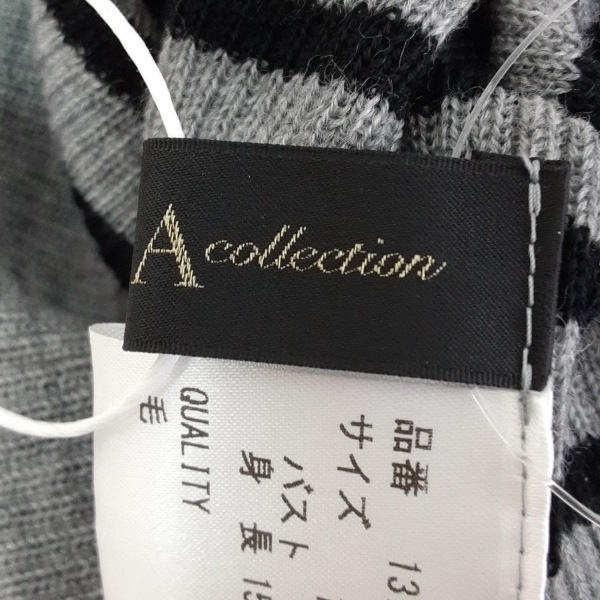 A collection
品番 13
サイズ
バスト
身長 15
QUALITY
毛